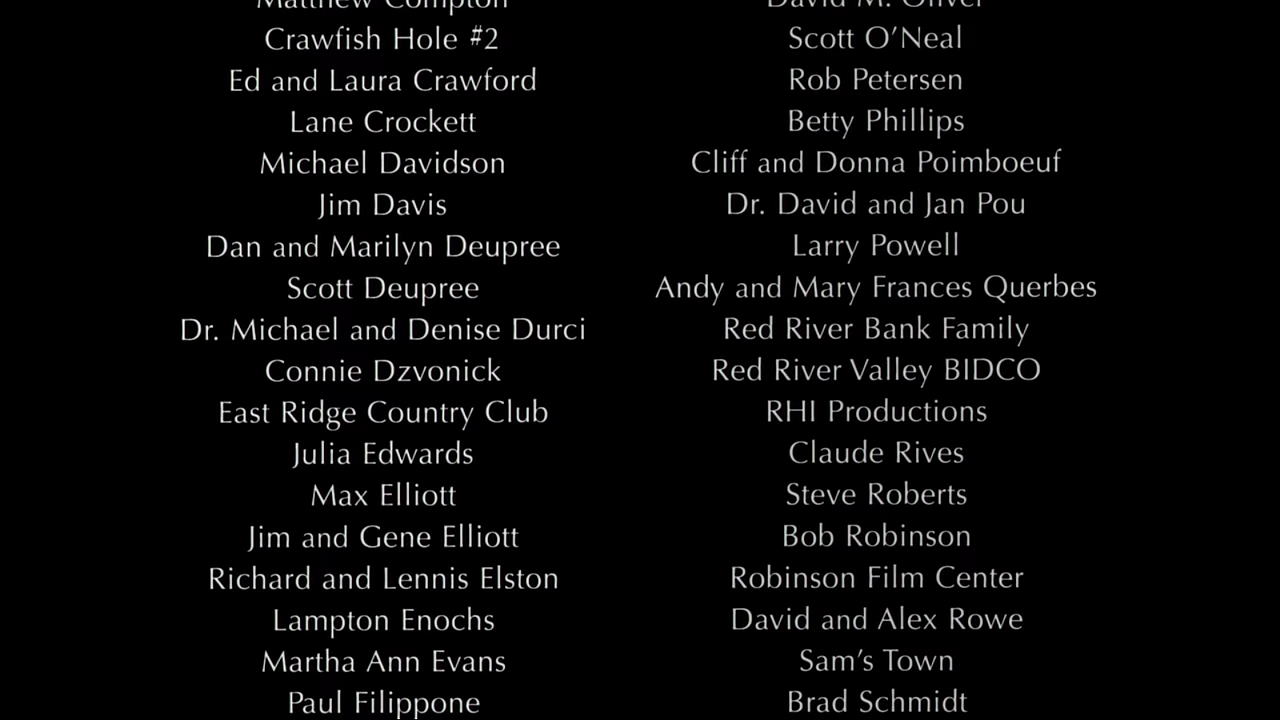 Matthew Compton
Crawfish Hole #2
Ed and Laura Crawford
Lane Crockett
Michael Davidson
Jim Davis
Dan and Marilyn Deupree
Scott Deupree
Dr. Michael and Denise Durci
Connie Dzvonick
East Ridge Country Club
Julia Edwards
Max Elliott
Jim and Gene Elliott
Richard and Lennis Elston
Lampton Enochs
Martha Ann Evans
Paul Filippone
David M. Oliver
Scott O'Neal
Rob Petersen
Betty Phillips
Cliff and Donna Poimboeuf
Dr. David and Jan Pou
Larry Powell
Andy and Mary Frances Querbes
Red River Bank Family
Red River Valley BIDCO
RHI Productions
Claude Rives
Steve Roberts
Bob Robinson
Robinson Film Center
David and Alex Rowe
Sam's Town
Brad Schmidt